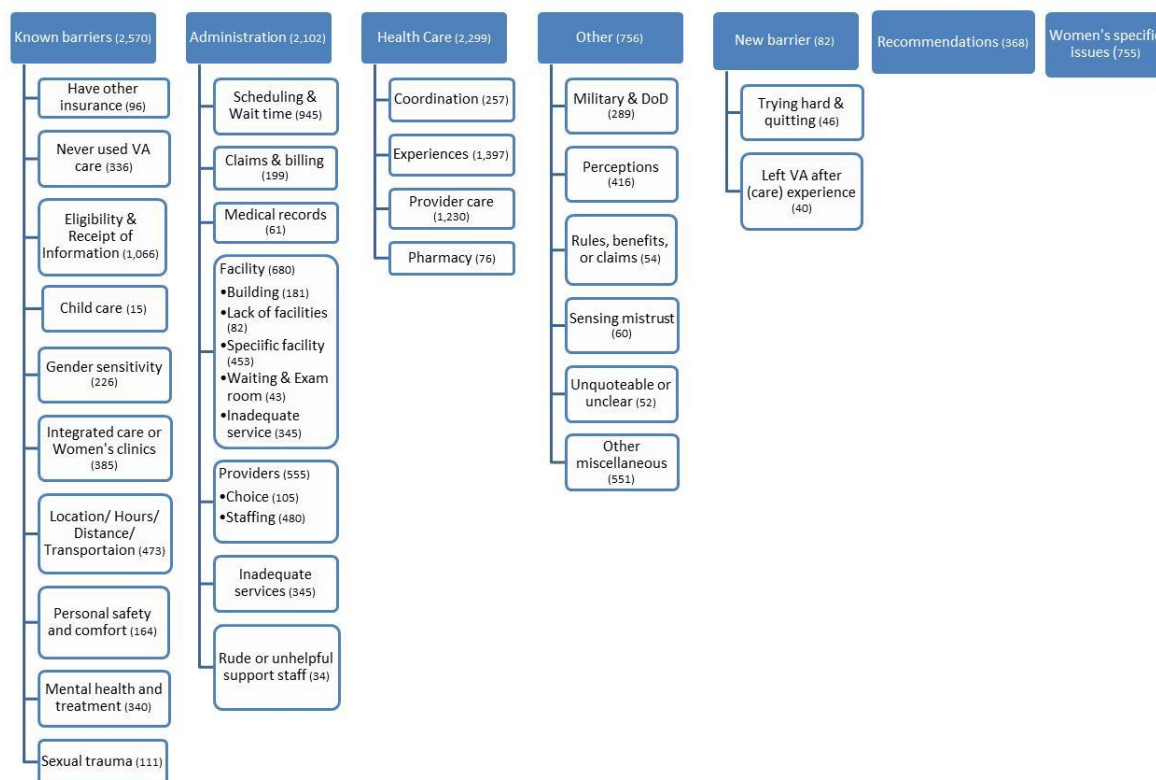 Known barriers (2,570)
Have other
insurance (96)
Never used VA
care (336)
Eligibility &
Receipt of
Information (1,066)
Child care (15)
Gender sensitivity
(226)
Integrated care or
Women's clinics
(385)
Location/ Hours/
Distance/
Transportaion (473)
Personal safety
and comfort (164)
Mental health and
treatment (340)
Sexual trauma (111)
Administration (2,102)
Scheduling &
Wait time (945)
Claims & billing
(199)
Medical records
(61)
Facility (680)
•Building (181)
•Lack of facilities
(82)
•Speciific facility
(453)
•Waiting & Exam
room (43)
•Inadequate
service (345)
Providers (555)
•Choice (105)
•Staffing (480)
Inadequate
services (345)
Rude or unhelpful
support staff (34)
Health Care (2,299)
Coordination (257)
Experiences (1,397)
Provider care
(1,230)
Pharmacy (76)
Other (756)
Military & DoD
(289)
Perceptions
(416)
Rules, benefits,
or claims (54)
Sensing mistrust
(60)
Unquoteable or
unclear (52)
Other
miscellaneous
(551)
New barrier (82)
Trying hard &
quitting (46)
Left VA after
(care) experience
(40)
Recommendations (368)
Women's specific
issues (755)